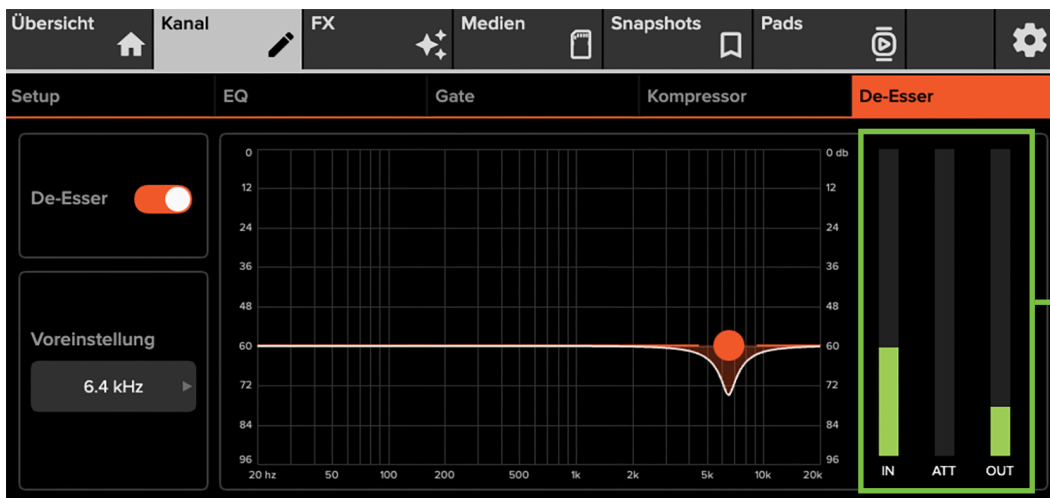 Übersicht Kanal FX Medien Snapshots Pads
Setup EQ Gate Kompressor De-Esser
De-Esser
Voreinstellung
6.4 kHz
0 0 db
12 12
24 24
36 36
48 48
60 60
72 72
84 84
96 96
20 hz 50 100 200 500 1k 2k 5k 10k 20k
IN ATT OUT